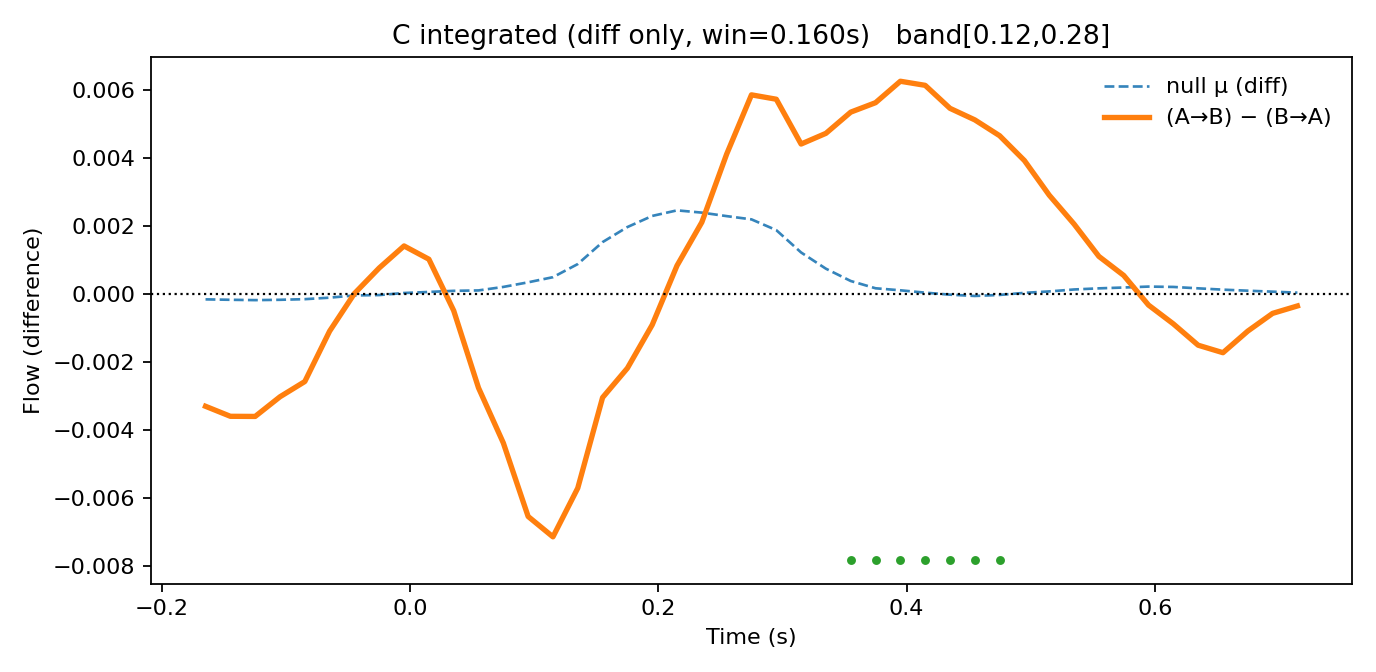 C integrated (diff only, win=0.160s)   band[0.12,0.28]
null μ (diff)
(A→B) − (B→A)
Flow (difference)
0.006
0.004
0.002
0.000
−0.002
−0.004
−0.006
−0.008
−0.2
0.0
0.2
0.4
0.6
Time (s)